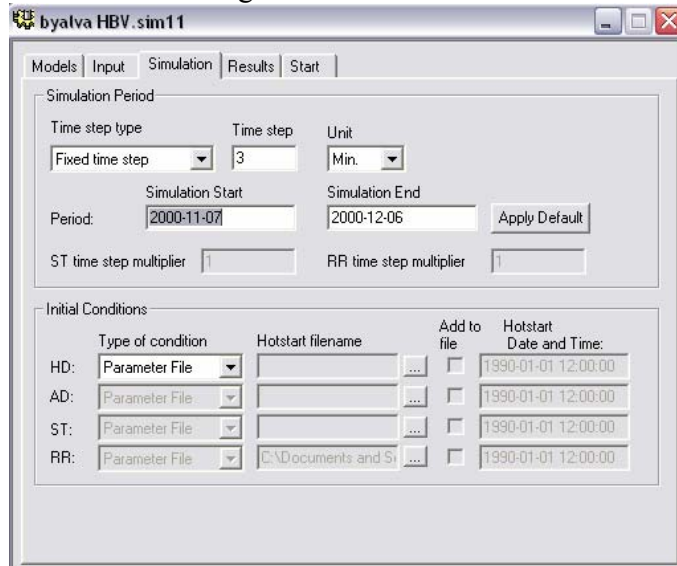 byalva HBV.sim11
Models Input Simulation Results Start
Simulation Period
Time step type Time step Unit
Fixed time step 3 Min.
Simulation Start Simulation End
Period: 2000-11-07 2000-12-06 Apply Default
ST time step multiplier 1 RR time step multiplier 1
Initial Conditions
Type of condition Hotstart filename Add to file Hotstart Date and Time:
HD: Parameter File ... 1990-01-01 12:00:00
AD: Parameter File ... 1990-01-01 12:00:00
ST: Parameter File ... 1990-01-01 12:00:00
RR: Parameter File C:\Documents and S ... 1990-01-01 12:00:00